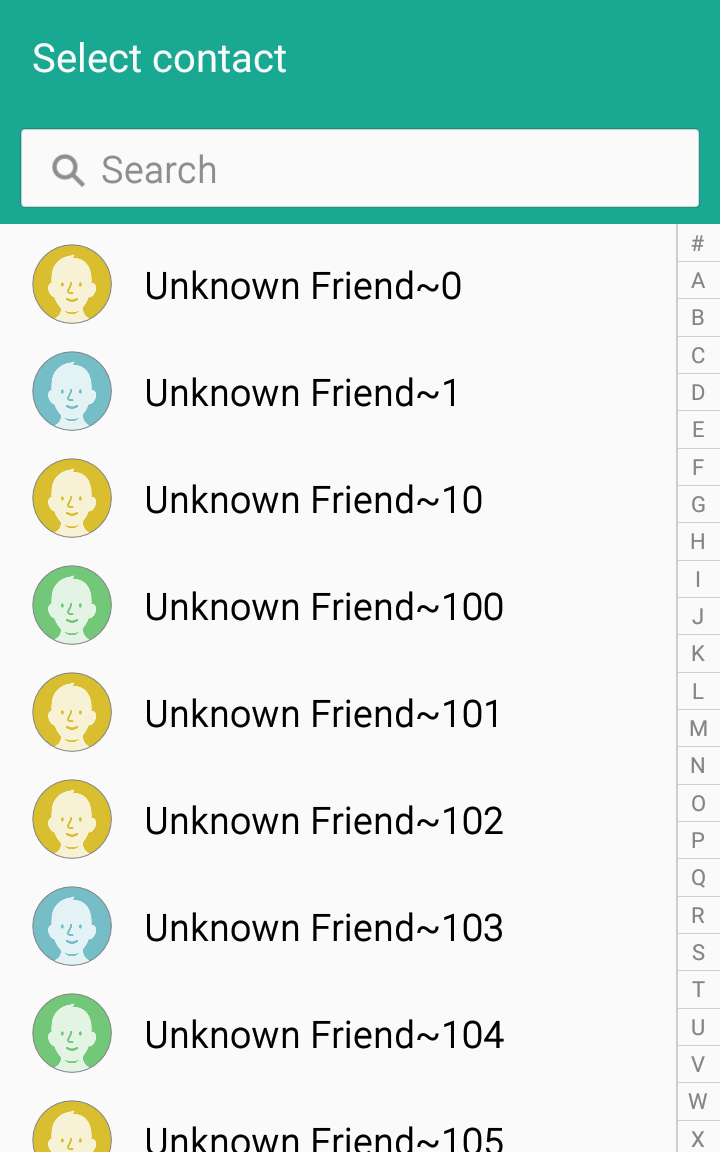 Select contact
Search
Unknown Friend~0
Unknown Friend~1
Unknown Friend~10
Unknown Friend~100
Unknown Friend~101
Unknown Friend~102
Unknown Friend~103
Unknown Friend~104
Unknown Friend~105
#
A
B
C
D
E
F
G
H
I
J
K
L
M
N
O
P
Q
R
S
T
U
V
W
X